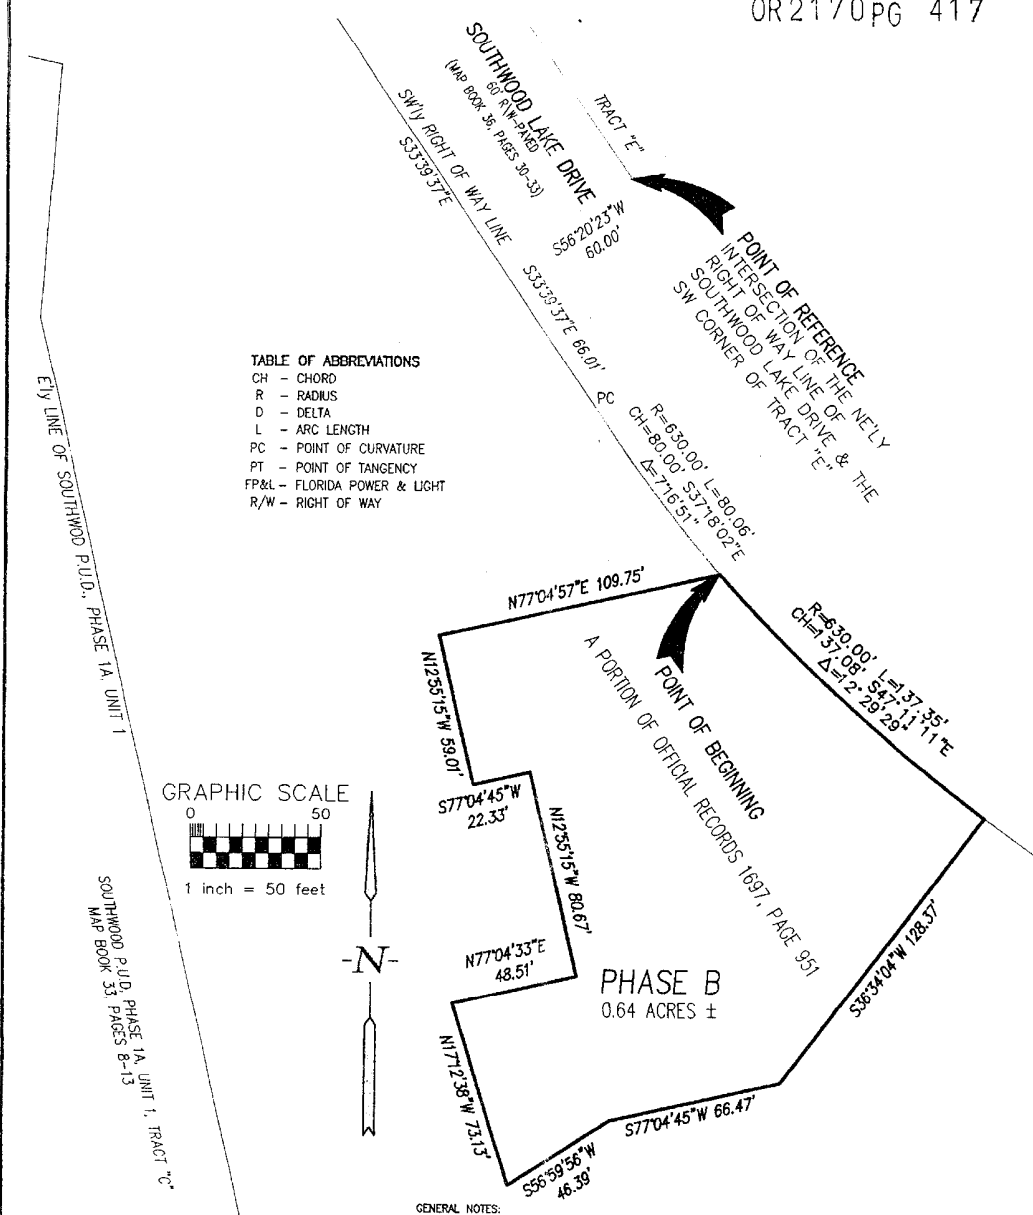 OR 2170 PG 417
SOUTHWOOD LAKE DRIVE
60' R\W-PAVED
(MAP BOOK 36, PAGES 30-33)
TRACT "E"
SW'ly RIGHT OF WAY LINE
S33°39'37"E
S56°20'23"W
60.00'
POINT OF REFERENCE
INTERSECTION OF THE NE'LY
RIGHT OF WAY LINE OF
SOUTHWOOD LAKE DRIVE & THE
SW CORNER OF TRACT "E"
S33°39'37"E 66.01'
PC
R=630.00' L=80.06'
CH=80.00' S37°18'02"E
Δ=7°16'51"
TABLE OF ABBREVIATIONS
CH - CHORD
R - RADIUS
D - DELTA
L - ARC LENGTH
PC - POINT OF CURVATURE
PT - POINT OF TANGENCY
FP&L - FLORIDA POWER & LIGHT
R/W - RIGHT OF WAY
E'ly LINE OF SOUTHWOD P.U.D., PHASE 1A, UNIT 1
N77°04'57"E 109.75'
R=630.00' L=137.35'
CH=137.08' S47°11'11"E
Δ=12°29'29"
POINT OF BEGINNING
A PORTION OF OFFICIAL RECORDS 1697, PAGE 951
N12°55'15"W 59.01'
S77°04'45"W
22.33'
N12°55'15"W 80.67'
GRAPHIC SCALE
0 50
1 inch = 50 feet
-N-
N77°04'33"E
48.51'
PHASE B
0.64 ACRES ±
S36°34'04"W 128.37'
SOUTHWOOD P.U.D, PHASE 1A, UNIT 1, TRACT "C"
MAP BOOK 33, PAGES 8-13
N17°12'38"W 73.13'
S77°04'45"W 66.47'
S56°59'56"W
46.39'
GENERAL NOTES: